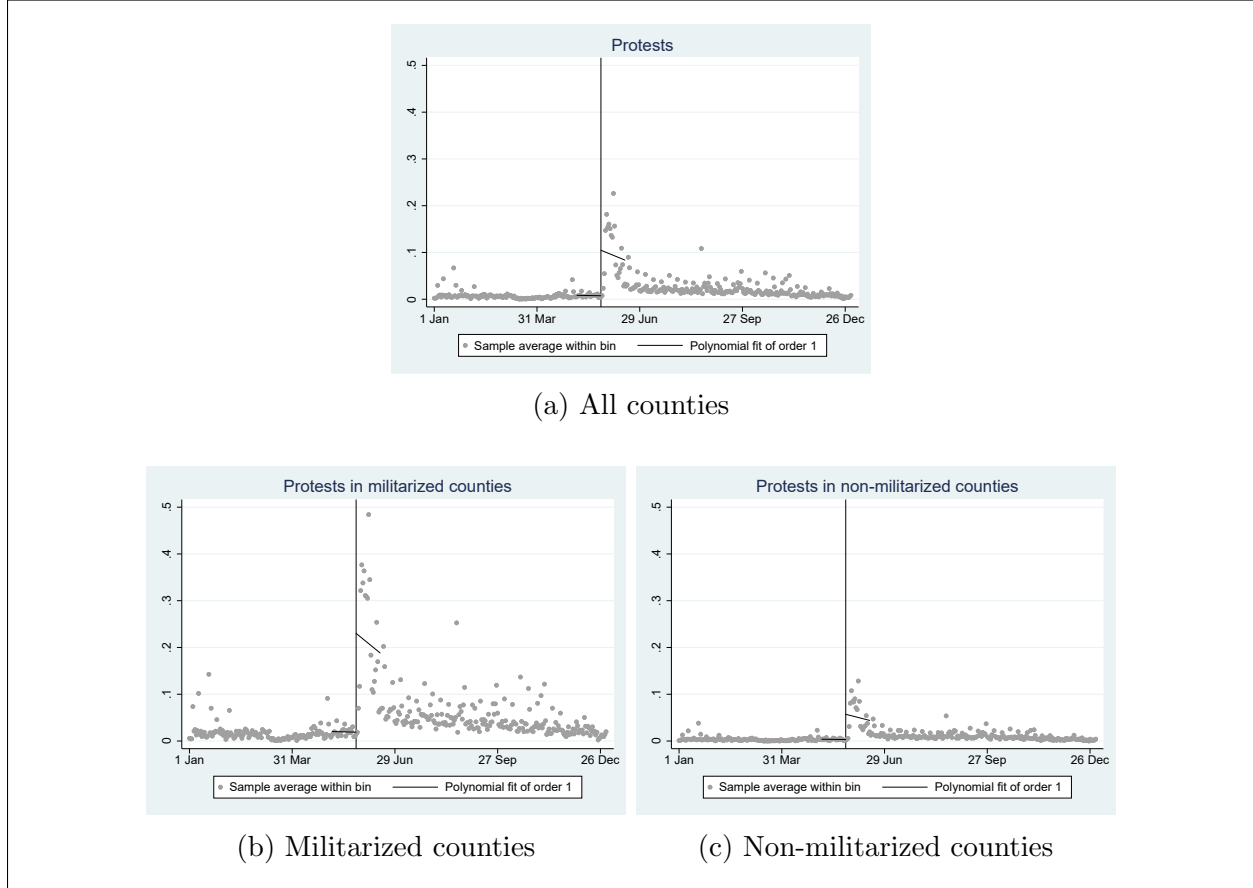 Protests
.5
.4
.3
.2
.1
0
1 Jan 31 Mar 29 Jun 27 Sep 26 Dec
Sample average within bin Polynomial fit of order 1
(a) All counties
Protests in militarized counties
.5
.4
.3
.2
.1
0
1 Jan 31 Mar 29 Jun 27 Sep 26 Dec
Sample average within bin Polynomial fit of order 1
(b) Militarized counties
Protests in non-militarized counties
.5
.4
.3
.2
.1
0
1 Jan 31 Mar 29 Jun 27 Sep 26 Dec
Sample average within bin Polynomial fit of order 1
(c) Non-militarized counties